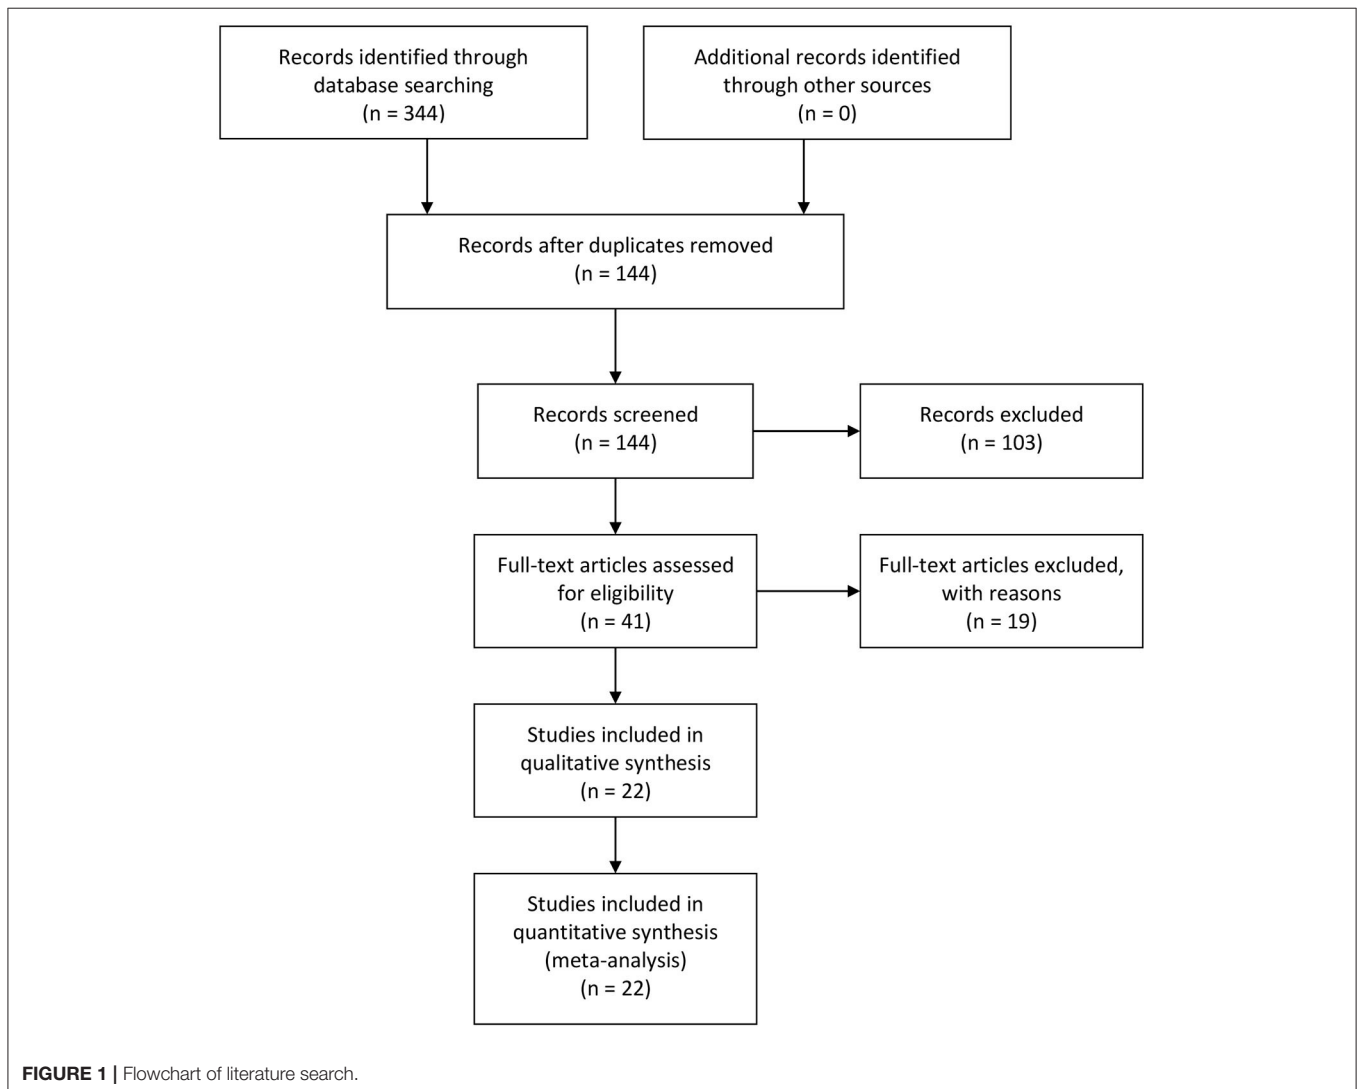 Records identified through
database searching
(n = 344)
Additional records identified
through other sources
(n = 0)
Records after duplicates removed
(n = 144)
Records screened
(n = 144)
Records excluded
(n = 103)
Full-text articles assessed
for eligibility
(n = 41)
Full-text articles excluded,
with reasons
(n = 19)
Studies included in
qualitative synthesis
(n = 22)
Studies included in
quantitative synthesis
(meta-analysis)
(n = 22)
FIGURE 1 | Flowchart of literature search.